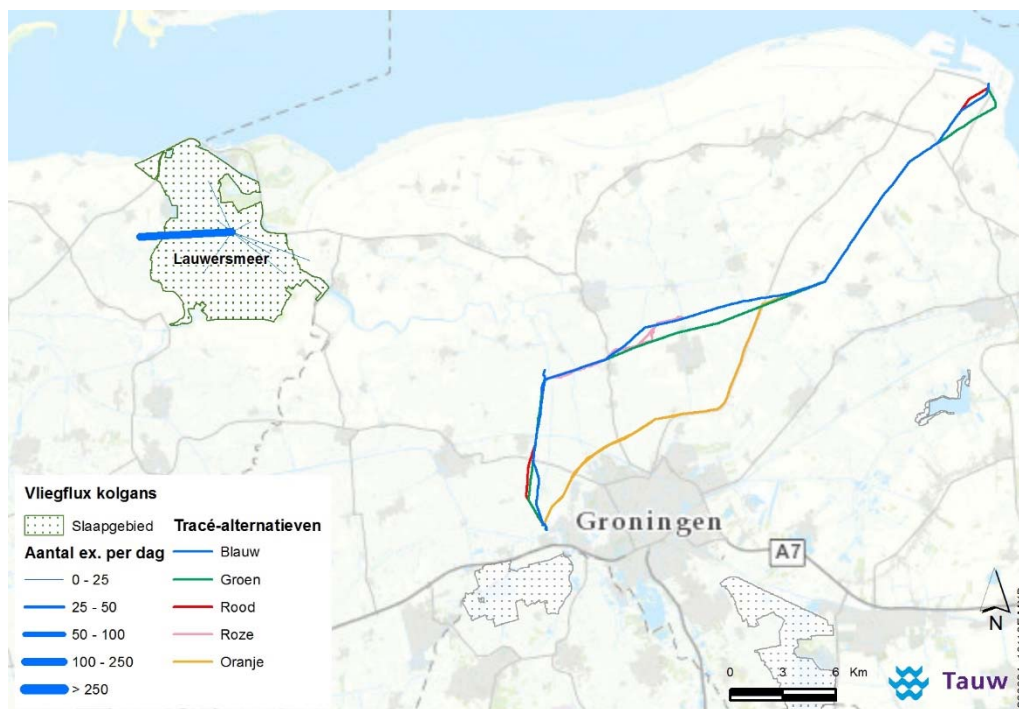 Lauwersmeer
Groningen
A7
Vliegflux kolgans
Slaapgebied
Aantal ex. per dag
0 - 25
25 - 50
50 - 100
100 - 250
> 250
Tracé-alternatieven
Blauw
Groen
Rood
Roze
Oranje
N
0 3 6 Km
Tauw